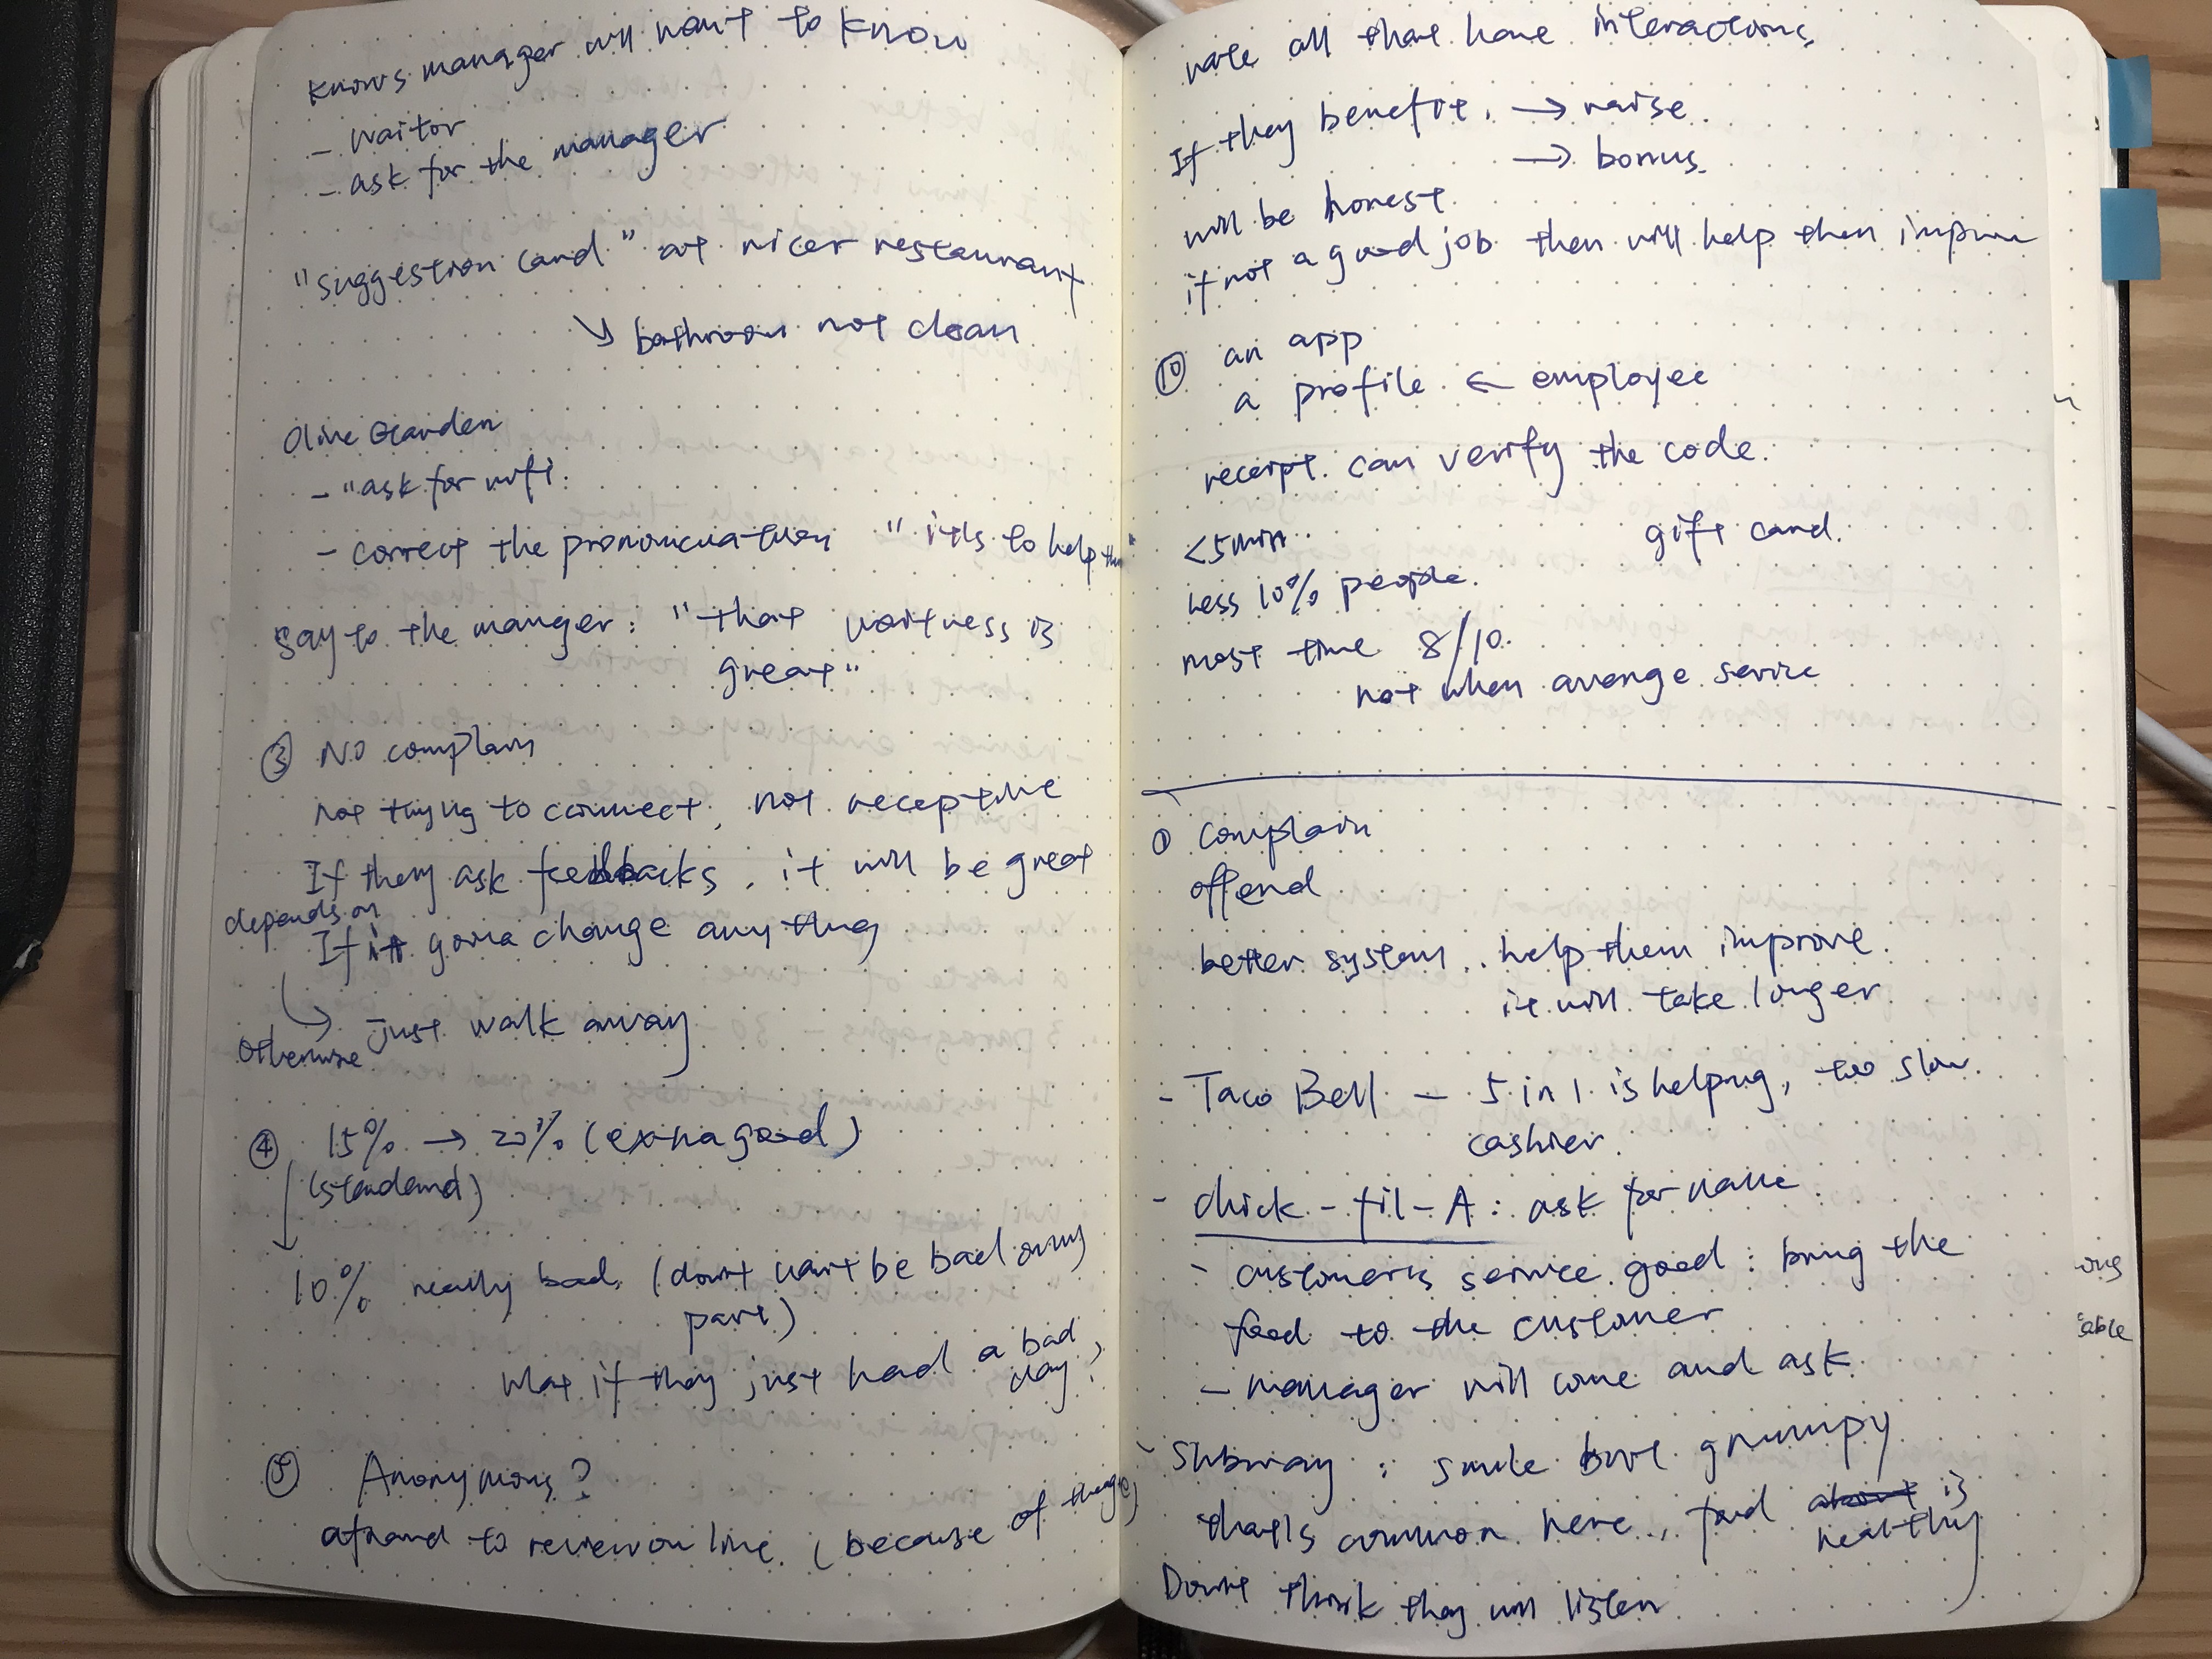 knows manager will want to know
- waitor
- ask for the manager
"suggestion card" at nicer restaurant
↘ bathroom not clean
Olive Garden
- "ask for wifi.
- correct the pronounciation "it's to help them
say to the manger: "that waitness is
great"
③ No complain
not trying to connect, not receptive
If they ask feedbacks, it will be great
depends on
If it gonna change anything
otherwise just walk away
④ 15% → 20% (extra good)
(standard)
10% really bad. (don't want be bad on my
part)
what if they just had a bad
day?
⑤ Anonymous?
afraid to review online. (because of
rate all that have interactions.
If they benefit. → raise.
→ bonus.
will be honest.
if not a good job then will help then improve
⑩ an app
a profile ← employee
receipt can verify the code.
<5min. gift card.
Less 10% people.
most time 8/10.
not when average service
① complain
offend
better system.. help them improve.
it will take longer
- Taco Bell - 5 in 1 is helping, too slow.
cashier.
- chick-fil-A: ask for name.
- customer's service good: bring the
food to the customer
- manager will come and ask.
- Subway: smile but grumpy
that's common here., food is
healthy
Don't think they will listen
ong
able